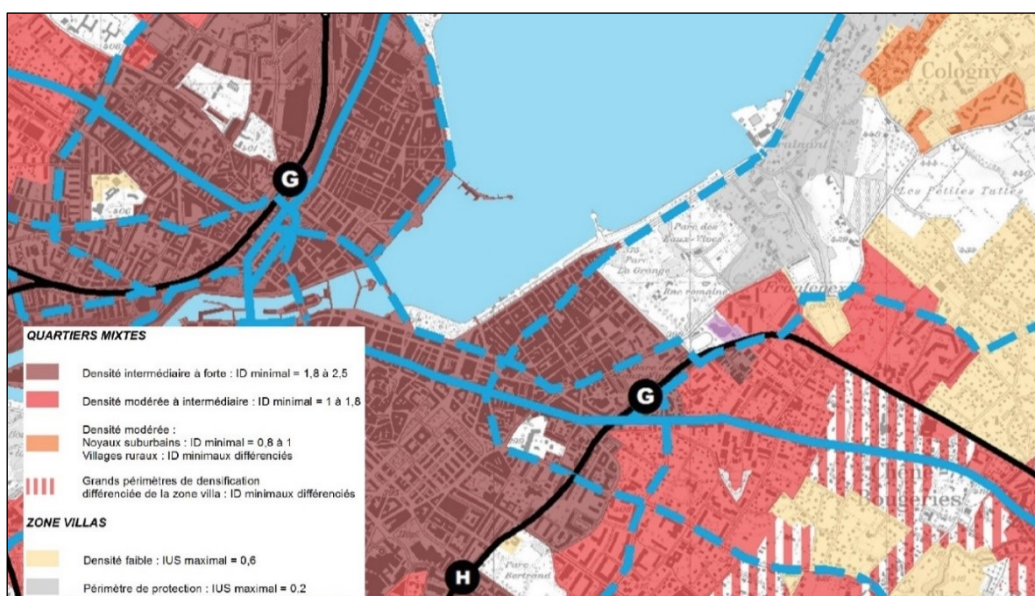 Cologny
Les Petites Tattes
Parc des
Eaux-Vives
Parc
La Grange
Frontenex
G
G
H
Bougeries
Parc
Bertrand
QUARTIERS MIXTES
Densité intermédiaire à forte : ID minimal = 1,8 à 2,5
Densité modérée à intermédiaire : ID minimal = 1 à 1,8
Densité modérée :
Noyaux suburbains : ID minimal = 0,8 à 1
Villages ruraux : ID minimaux différenciés
Grands périmètres de densification
différenciée de la zone villa : ID minimaux différenciés
ZONE VILLAS
Densité faible : IUS maximal = 0,6
Périmètre de protection : IUS maximal = 0.2